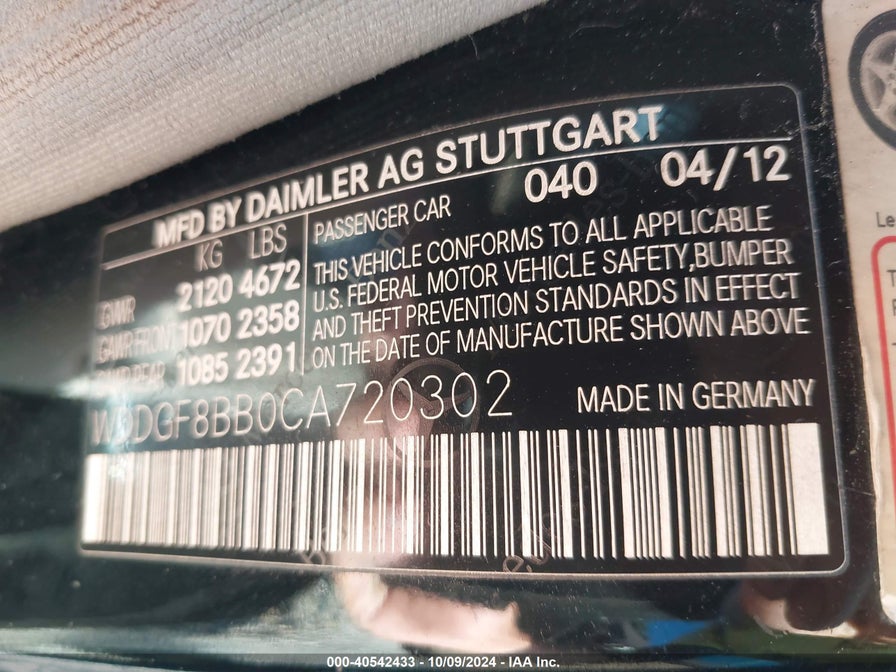 MFD BY DAIMLER AG STUTTGART
040 04/12
KG LBS
GVWR 2120 4672
GAWR FRONT 1070 2358
GAWR REAR 1085 2391
PASSENGER CAR
THIS VEHICLE CONFORMS TO ALL APPLICABLE
U.S. FEDERAL MOTOR VEHICLE SAFETY,BUMPER
AND THEFT PREVENTION STANDARDS IN EFFECT
ON THE DATE OF MANUFACTURE SHOWN ABOVE
WDDGF8BB0CA720302
MADE IN GERMANY
Le
000-40542433 - 10/09/2024 - IAA Inc.